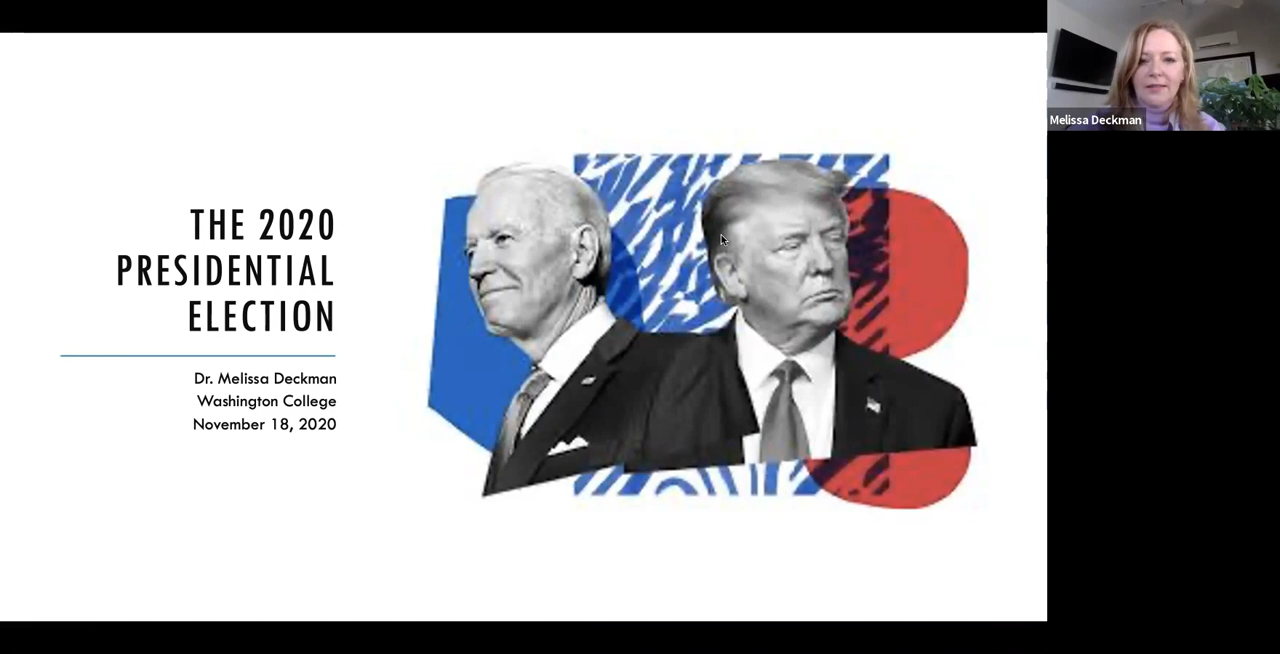 THE 2020
PRESIDENTIAL
ELECTION
Dr. Melissa Deckman
Washington College
November 18, 2020
Melissa Deckman